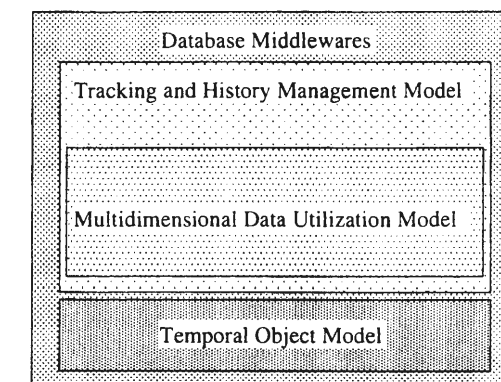 Database Middlewares
Tracking and History Management Model
Multidimensional Data Utilization Model
Temporal Object Model